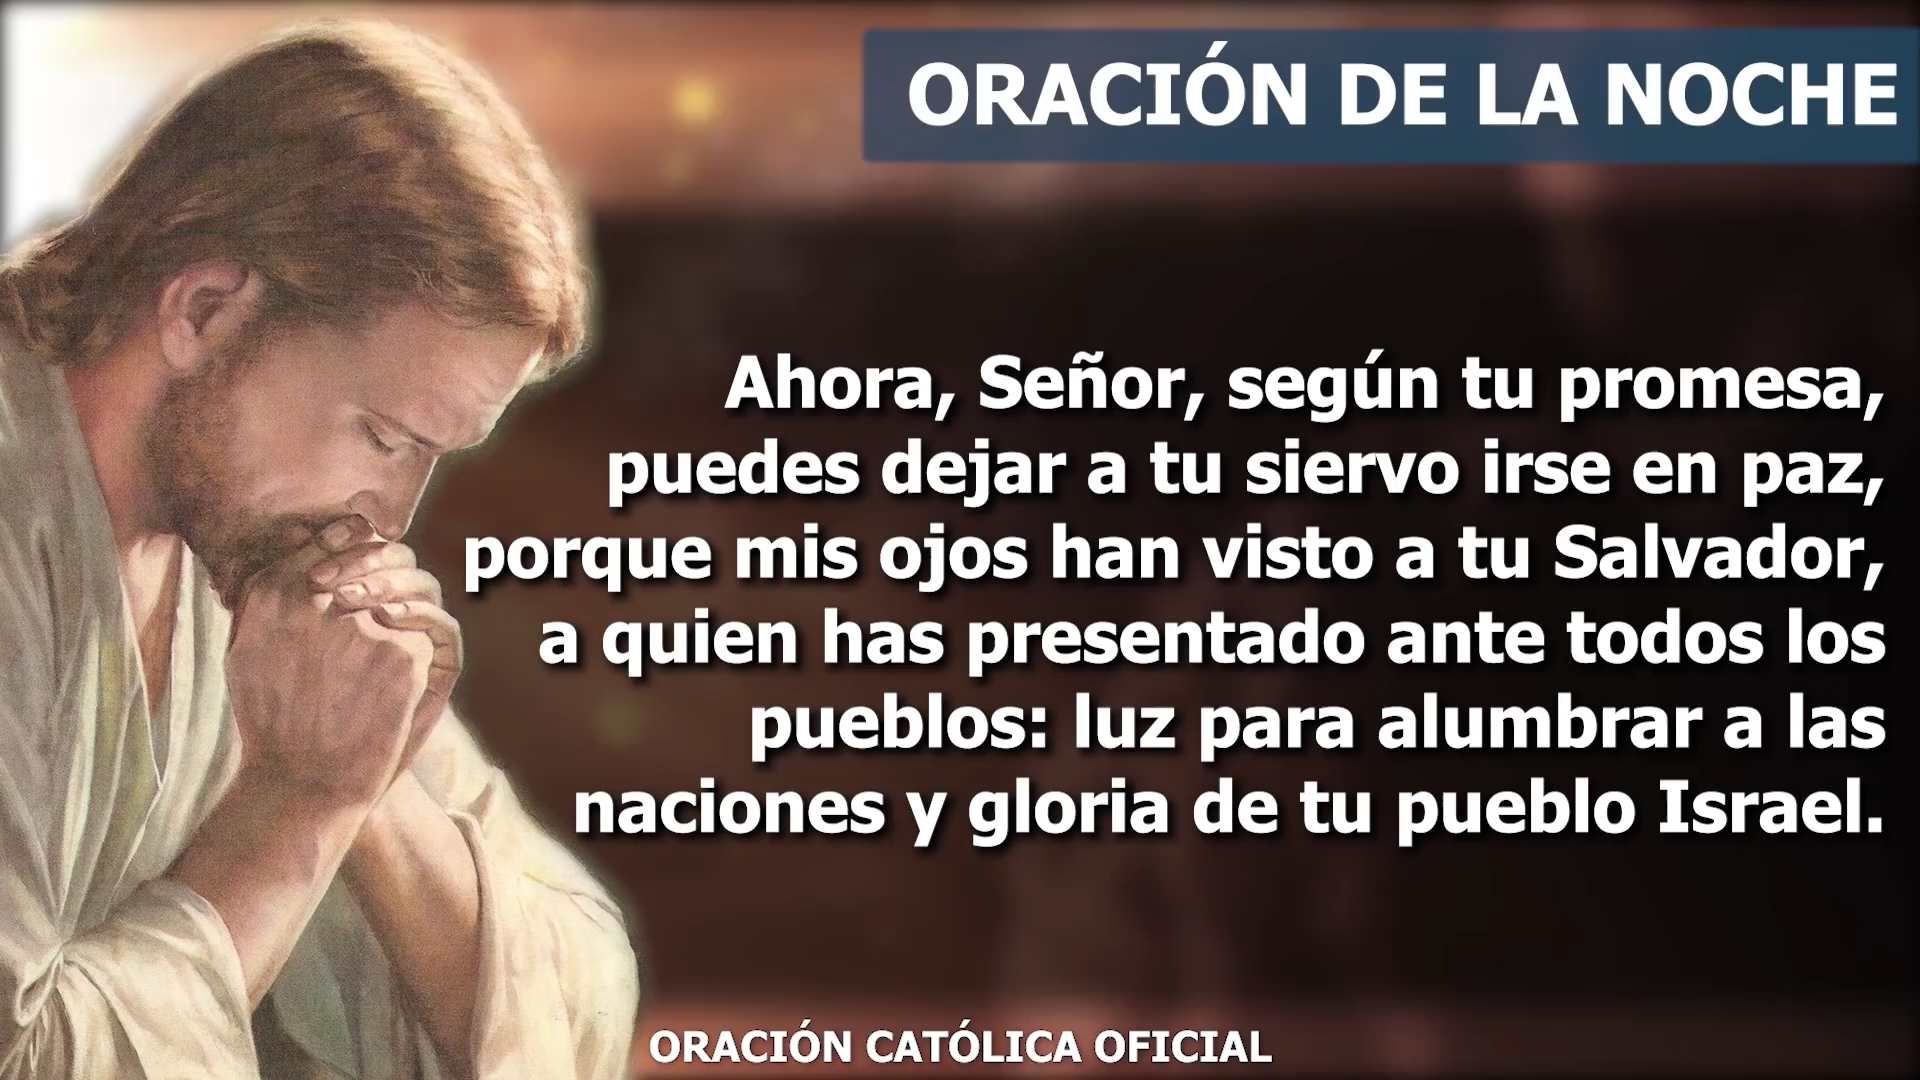 ORACIÓN DE LA NOCHE
Ahora, Señor, según tu promesa,
puedes dejar a tu siervo irse en paz,
porque mis ojos han visto a tu Salvador,
a quien has presentado ante todos los
pueblos: luz para alumbrar a las
naciones y gloria de tu pueblo Israel.
ORACIÓN CATÓLICA OFICIAL